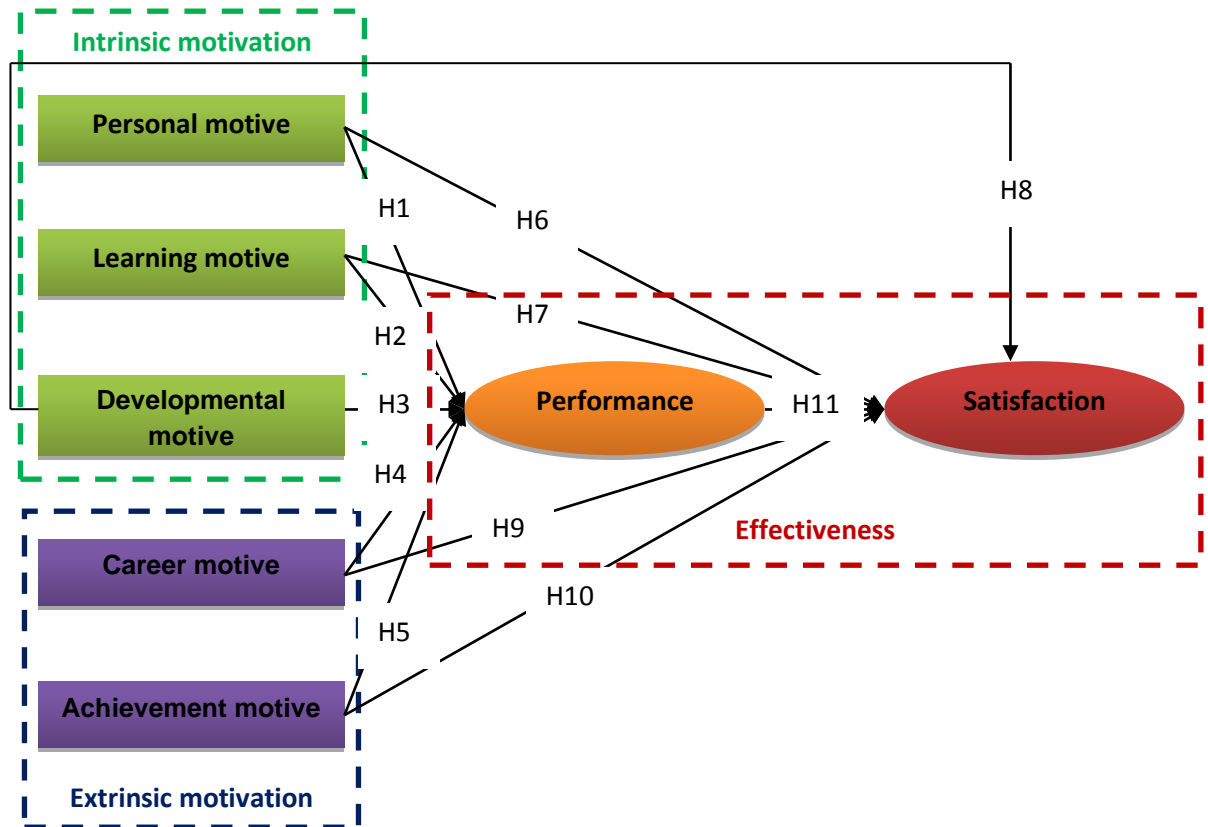 Intrinsic motivation
Personal motive
H8
H1
H6
Learning motive
H7
H2
Developmental
motive
H3
Performance
H11
Satisfaction
H4
H9
Effectiveness
Career motive
H10
H5
Achievement motive
Extrinsic motivation